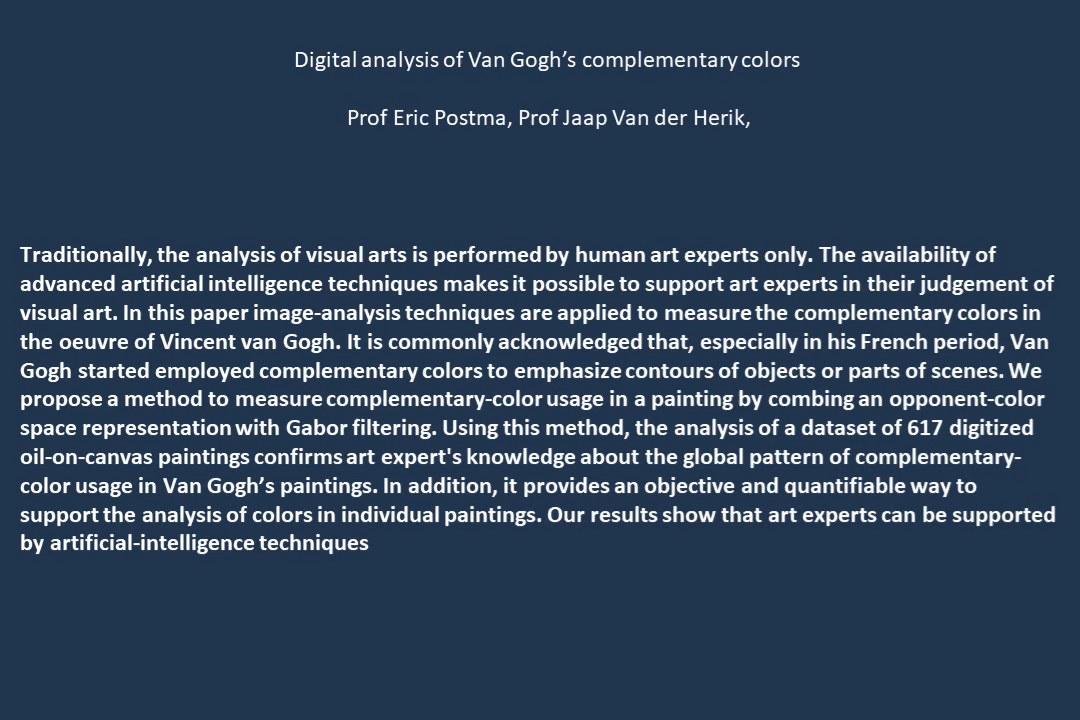 Digital analysis of Van Gogh’s complementary colors
Prof Eric Postma, Prof Jaap Van der Herik,
Traditionally, the analysis of visual arts is performed by human art experts only. The availability of
advanced artificial intelligence techniques makes it possible to support art experts in their judgement of
visual art. In this paper image-analysis techniques are applied to measure the complementary colors in
the oeuvre of Vincent van Gogh. It is commonly acknowledged that, especially in his French period, Van
Gogh started employed complementary colors to emphasize contours of objects or parts of scenes. We
propose a method to measure complementary-color usage in a painting by combing an opponent-color
space representation with Gabor filtering. Using this method, the analysis of a dataset of 617 digitized
oil-on-canvas paintings confirms art expert's knowledge about the global pattern of complementary-
color usage in Van Gogh’s paintings. In addition, it provides an objective and quantifiable way to
support the analysis of colors in individual paintings. Our results show that art experts can be supported
by artificial-intelligence techniques